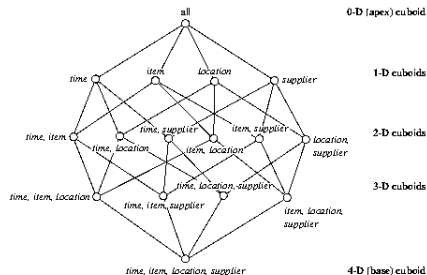 all
0-D (apex) cuboid
time
item
location
supplier
1-D cuboids
time, item
time, location
time, supplier
item, location
item, supplier
location,
supplier
2-D cuboids
time, item, location
time, item, supplier
time, location, supplier
item, location,
supplier
3-D cuboids
time, item, location, supplier
4-D (base) cuboid